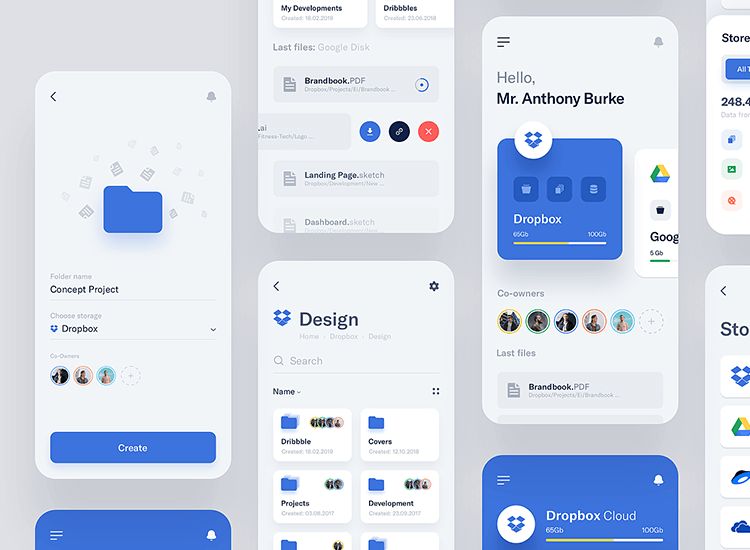 Folder name
Concept Project
Choose storage
Dropbox
Co-Owners
Create
My Developments
Created: 18.02.2019
Dribbbles
Created: 23.06.2018
Last files: Google Disk
Brandbook.PDF
Dropbox/Projects/Ei/Brandbook ...
.ai
Fitness-Tech/Logo ...
Landing Page.sketch
Dropbox/Development/New ...
Dashboard.sketch
Design
Home · Dropbox · Design
Search
Name
Dribbble
Created: 18.02.2019
Covers
Created: 12.10.2018
Projects
Created: 03.08.2017
Development
Created: 23.03.2017
Hello,
Mr. Anthony Burke
Dropbox
65Gb
100Gb
Goog
5 Gb
Co-owners
Last files
Brandbook.PDF
Dropbox/Projects/Ei/Brandbook ...
Dropbox Cloud
65Gb
100Gb
Store
All T
248.4
Data from
Sto